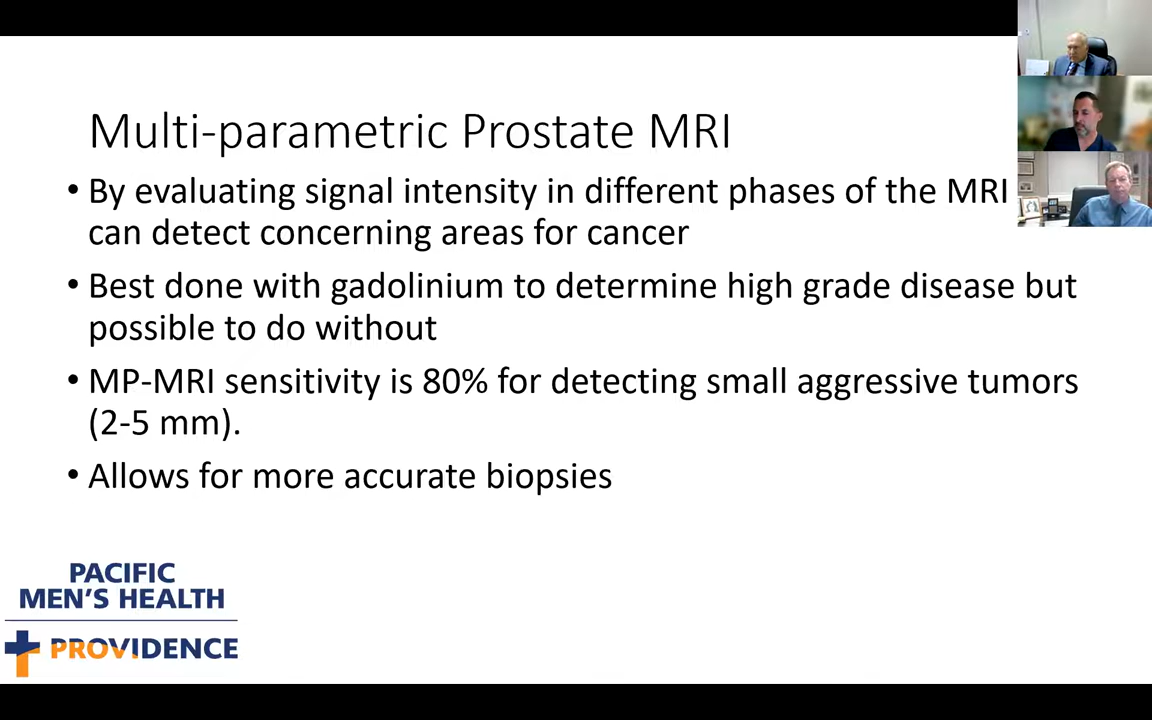 Multi-parametric Prostate MRI
• By evaluating signal intensity in different phases of the MRI
can detect concerning areas for cancer
• Best done with gadolinium to determine high grade disease but
possible to do without
• MP-MRI sensitivity is 80% for detecting small aggressive tumors
(2-5 mm).
• Allows for more accurate biopsies
PACIFIC
MEN'S HEALTH
PROVIDENCE